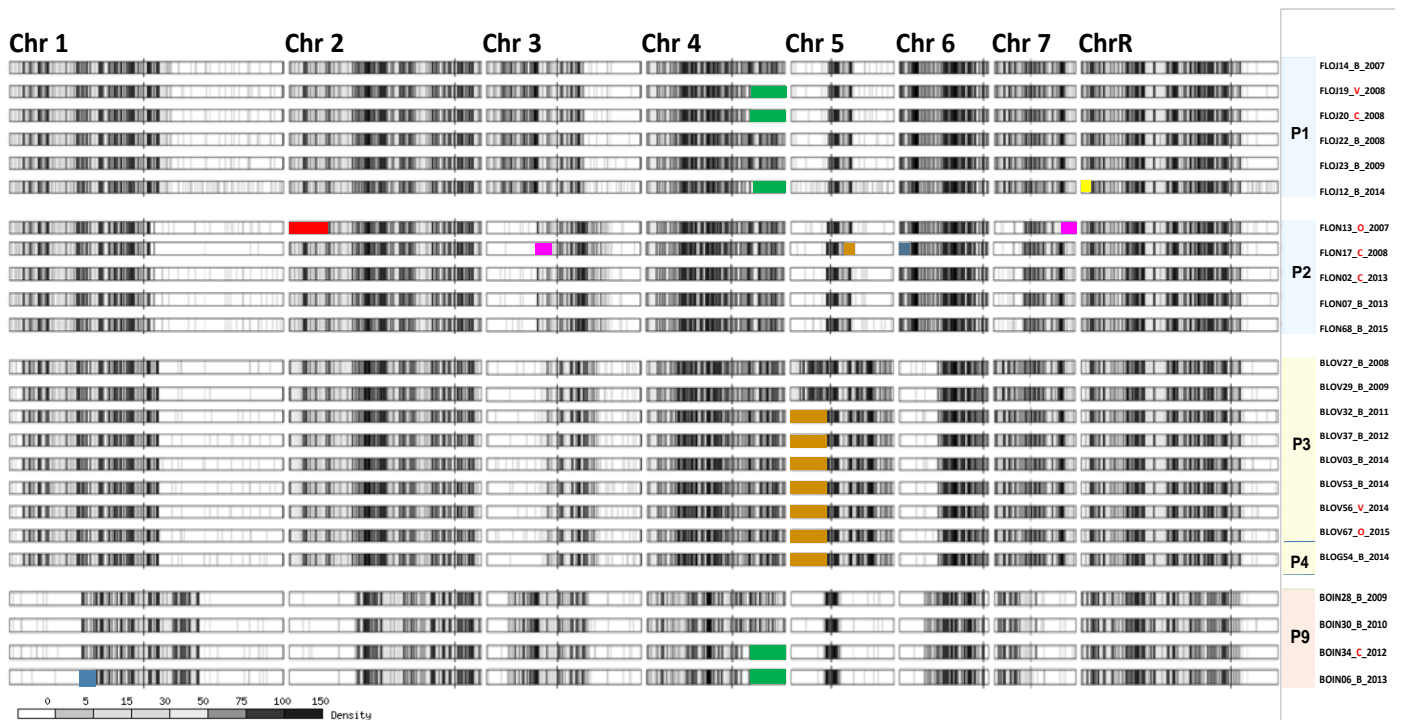 Chr 1 Chr 2 Chr 3 Chr 4 Chr 5 Chr 6 Chr 7 ChrR
FLOJ14_B_2007
FLOJ19_V_2008
FLOJ20_C_2008
P1
FLOJ22_B_2008
FLOJ23_B_2009
FLOJ12_B_2014
FLON13_O_2007
FLON17_C_2008
P2
FLON02_C_2013
FLON07_B_2013
FLON68_B_2015
BLOV27_B_2008
BLOV29_B_2009
BLOV32_B_2011
P3
BLOV37_B_2012
BLOV03_B_2014
BLOV53_B_2014
BLOV56_V_2014
BLOV67_O_2015
P4
BLOG54_B_2014
BOIN28_B_2009
BOIN30_B_2010
P9
BOIN34_C_2012
BOIN06_B_2013
0 5 15 30 50 75 100 150
Density